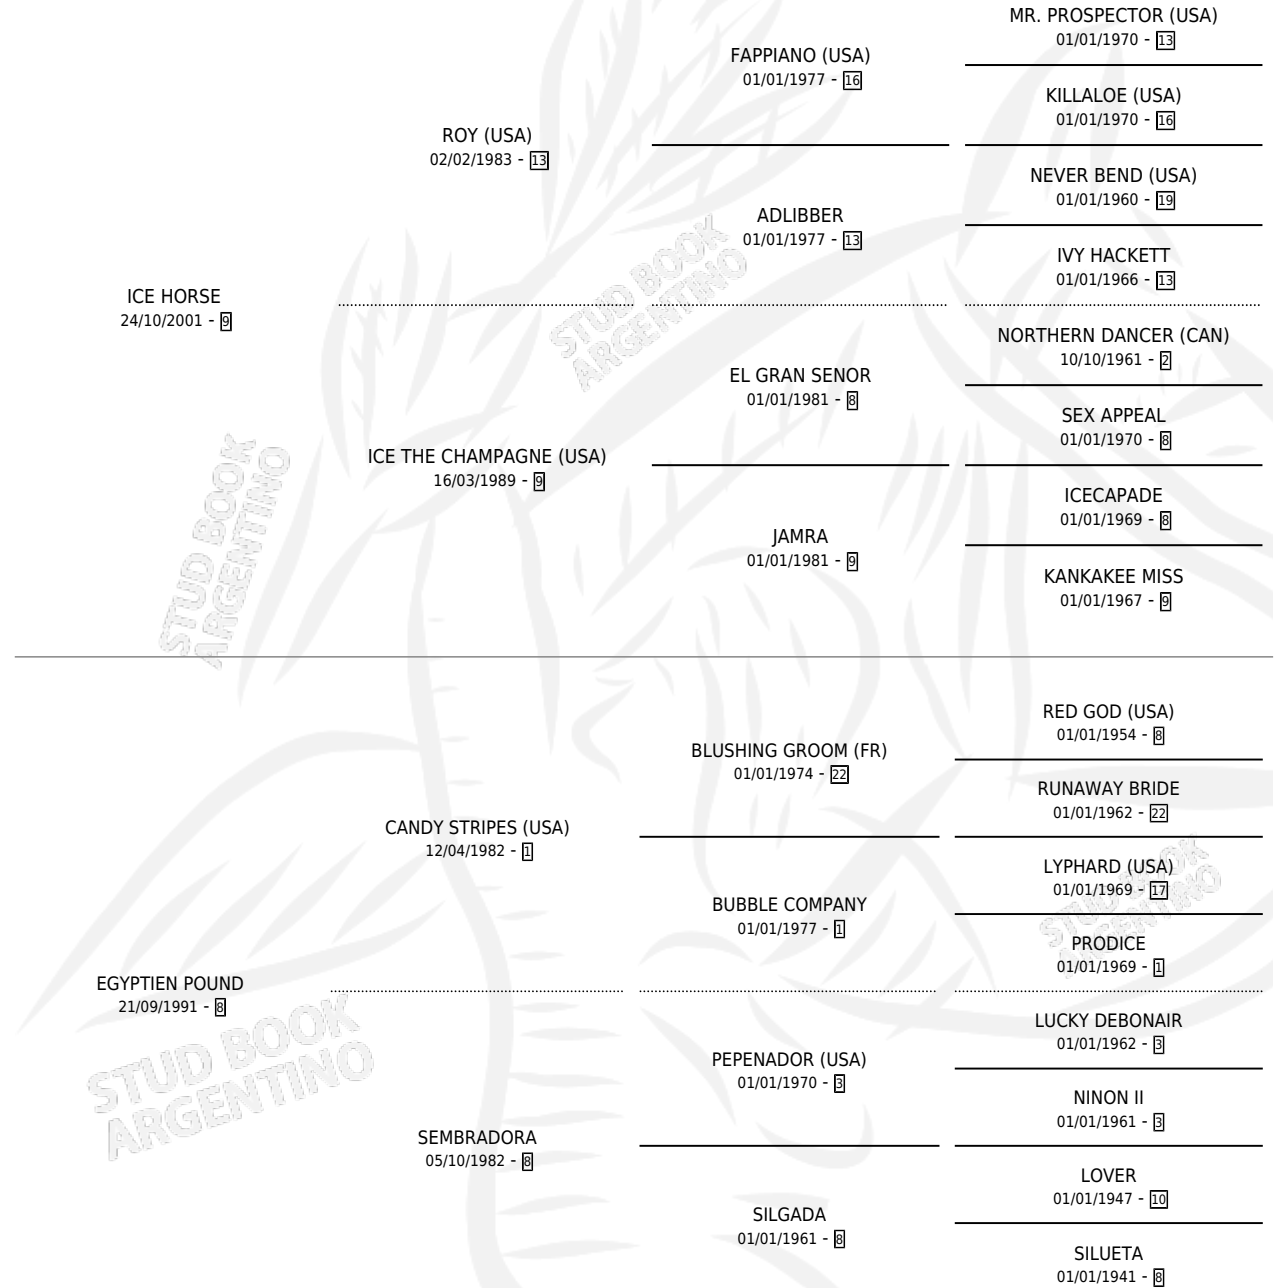 MR. PROSPECTOR (USA)
01/01/1970 - 13
FAPPIANO (USA)
01/01/1977 - 16
KILLALOE (USA)
01/01/1970 - 16
ROY (USA)
02/02/1983 - 13
NEVER BEND (USA)
01/01/1960 - 19
ADLIBBER
01/01/1977 - 13
IVY HACKETT
01/01/1966 - 13
ICE HORSE
24/10/2001 - 9
STUD BOOK
ARGENTINO
NORTHERN DANCER (CAN)
10/10/1961 - 2
EL GRAN SENOR
01/01/1981 - 8
SEX APPEAL
01/01/1970 - 8
ICE THE CHAMPAGNE (USA)
16/03/1989 - 9
ICECAPADE
01/01/1969 - 8
JAMRA
01/01/1981 - 9
KANKAKEE MISS
01/01/1967 - 9
STUD BOOK
ARGENTINO
RED GOD (USA)
01/01/1954 - 8
BLUSHING GROOM (FR)
01/01/1974 - 22
RUNAWAY BRIDE
01/01/1962 - 22
CANDY STRIPES (USA)
12/04/1982 - 1
LYPHARD (USA)
01/01/1969 - 17
STUD BOOK
ARGENTINO
BUBBLE COMPANY
01/01/1977 - 1
PRODICE
01/01/1969 - 1
EGYPTIEN POUND
21/09/1991 - 8
STUD BOOK
ARGENTINO
LUCKY DEBONAIR
01/01/1962 - 3
PEPENADOR (USA)
01/01/1970 - 3
NINON II
01/01/1961 - 3
SEMBRADORA
05/10/1982 - 8
LOVER
01/01/1947 - 10
SILGADA
01/01/1961 - 8
SILUETA
01/01/1941 - 8